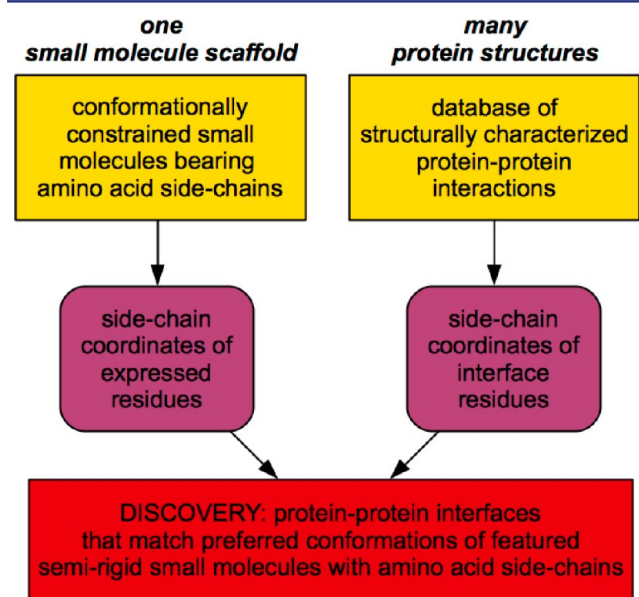 one
small molecule scaffold
many
protein structures
conformationally
constrained small
molecules bearing
amino acid side-chains
database of
structurally characterized
protein-protein
interactions
side-chain
coordinates of
expressed
residues
side-chain
coordinates of
interface
residues
DISCOVERY: protein-protein interfaces
that match preferred conformations of featured
semi-rigid small molecules with amino acid side-chains